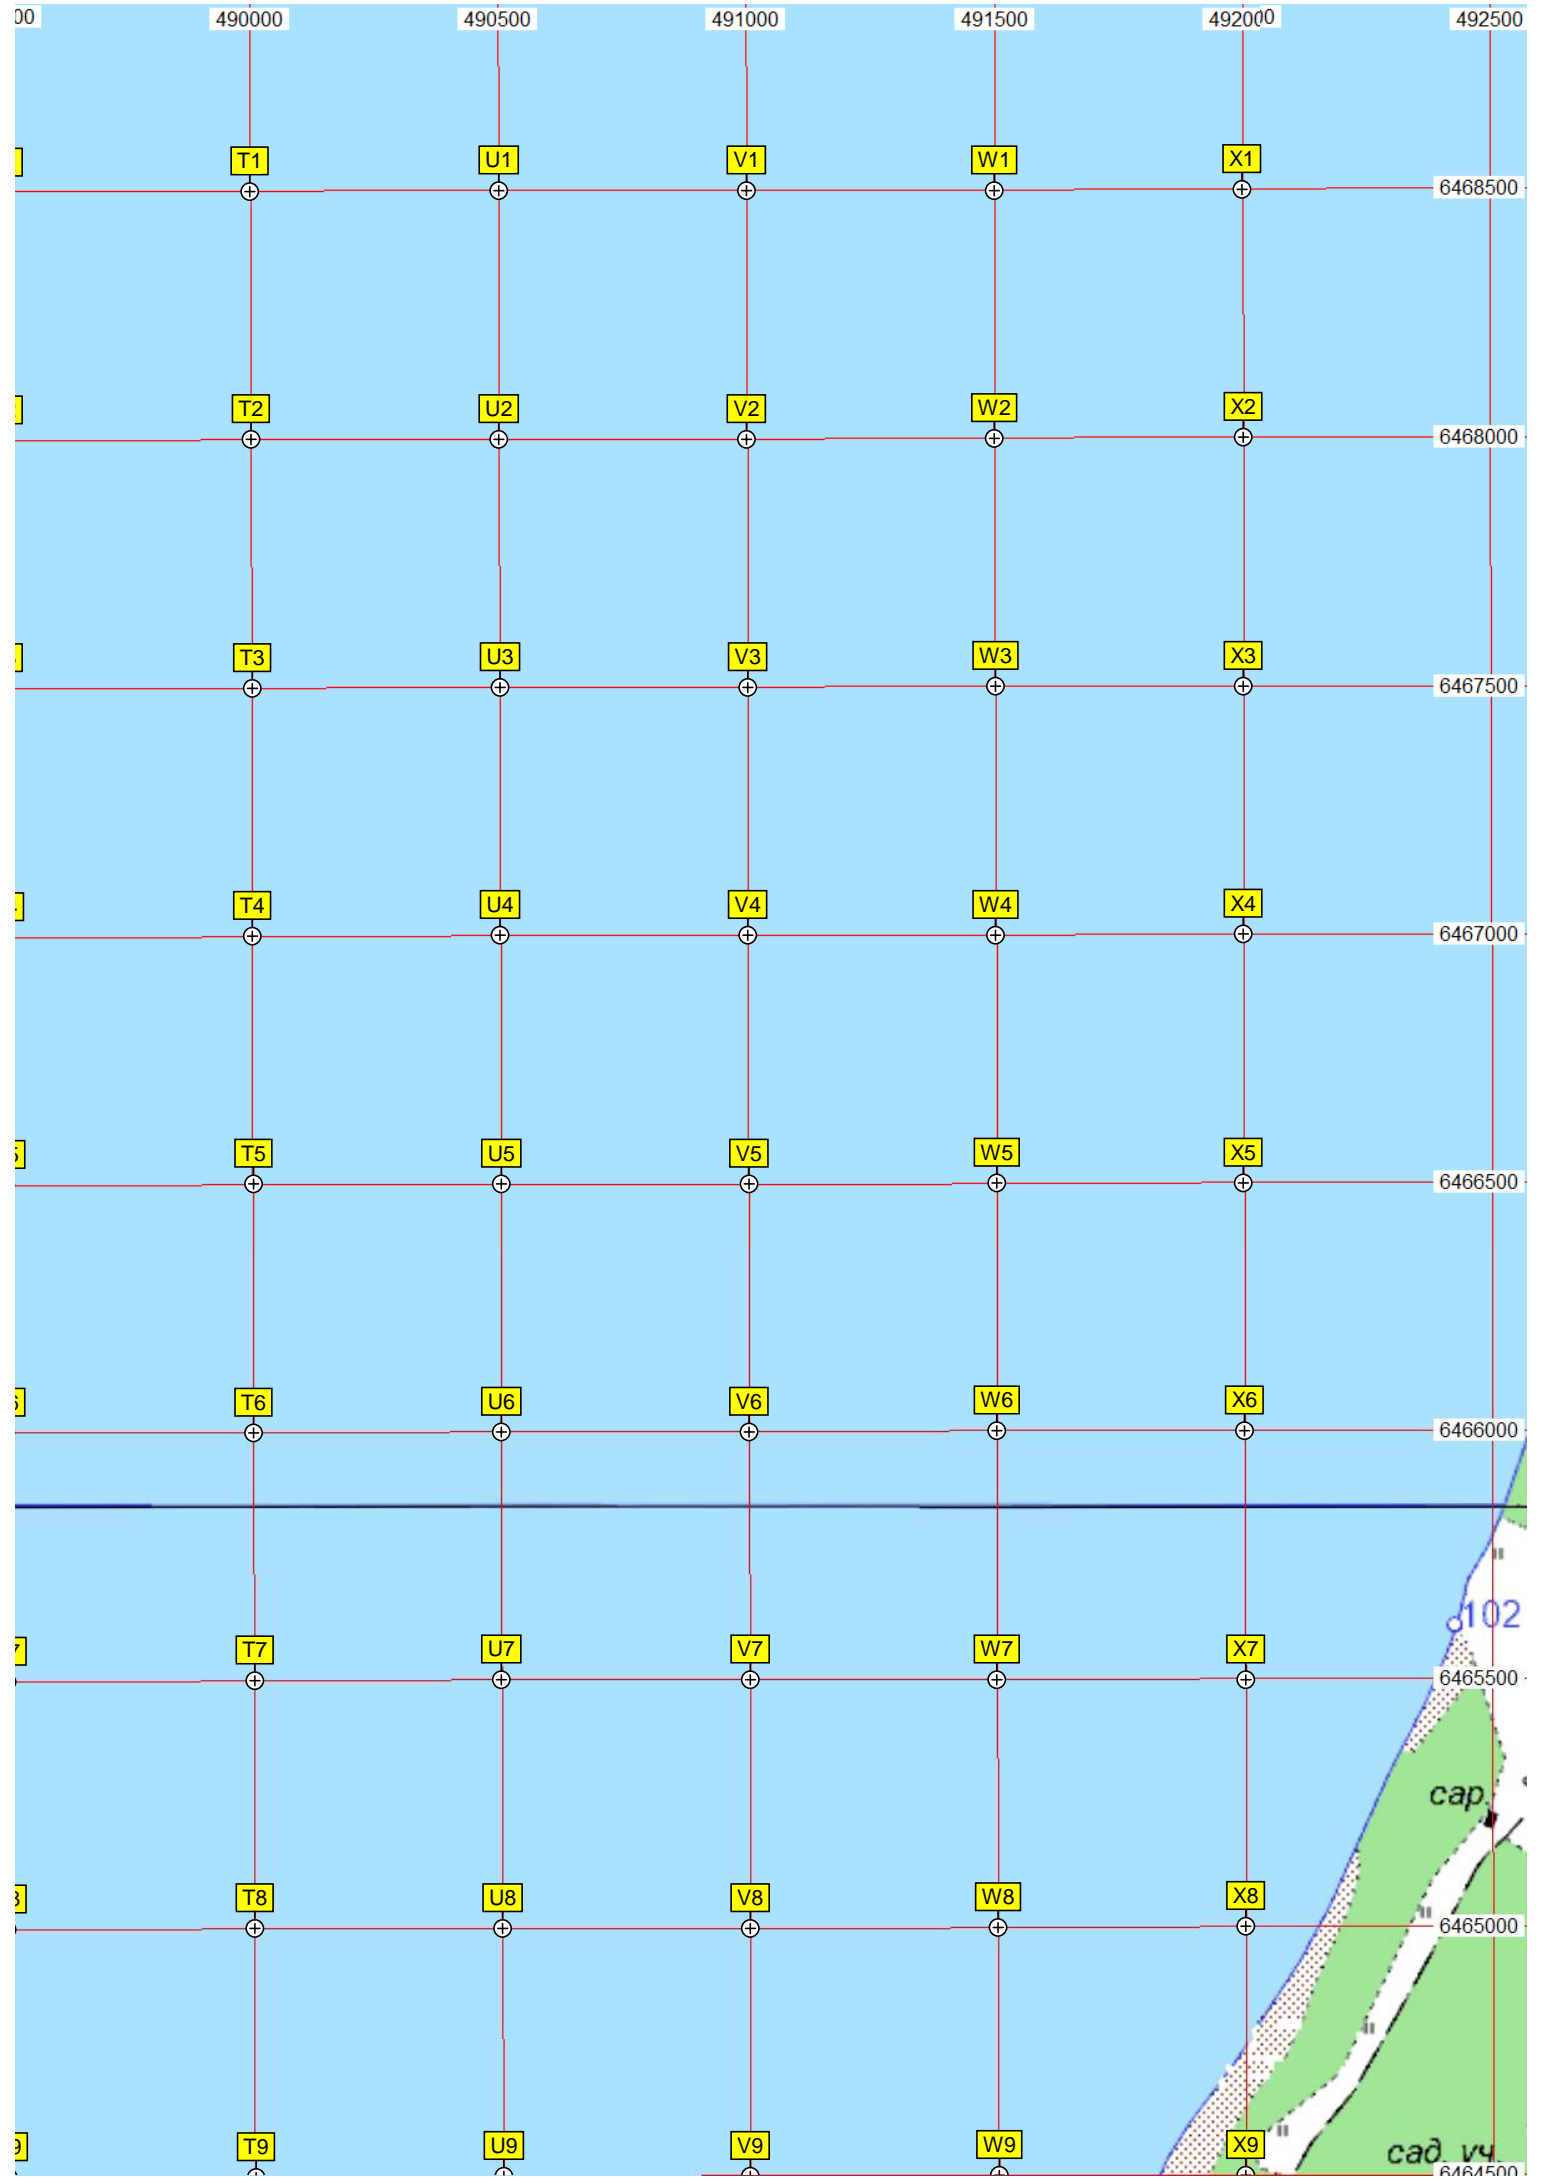 490000 490500 491000 491500 492000 492500
T1 U1 V1 W1 X1
6468500
T2 U2 V2 W2 X2
6468000
T3 U3 V3 W3 X3
6467500
T4 U4 V4 W4 X4
6467000
T5 U5 V5 W5 X5
6466500
T6 U6 V6 W6 X6
6466000
102
T7 U7 V7 W7 X7
6465500
сар.
T8 U8 V8 W8 X8
6465000
T9 U9 V9 W9 X9
сад. уч.
6464500